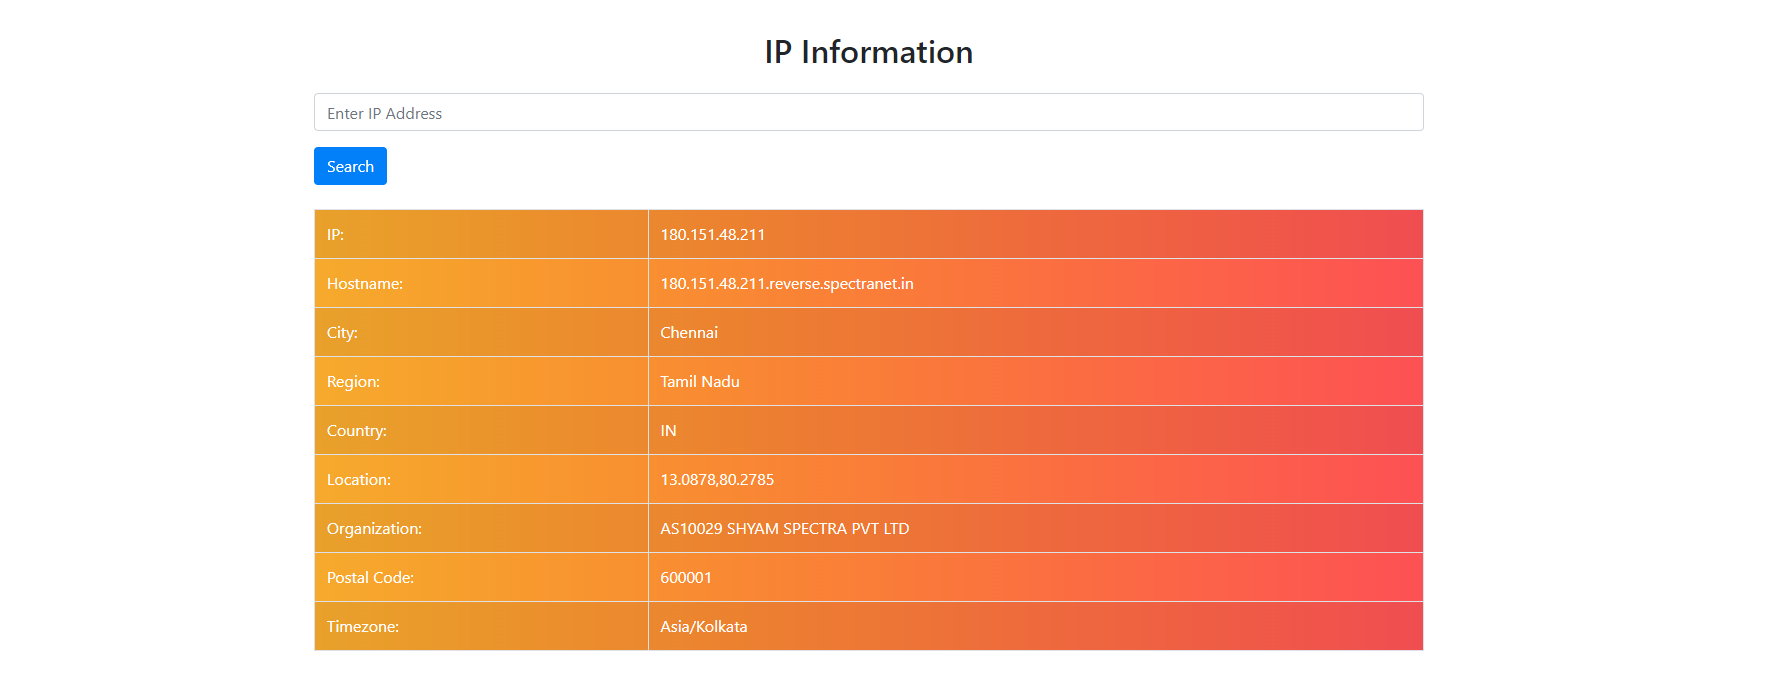 IP Information
Enter IP Address
Search
IP: 180.151.48.211
Hostname: 180.151.48.211.reverse.spectranet.in
City: Chennai
Region: Tamil Nadu
Country: IN
Location: 13.0878,80.2785
Organization: AS10029 SHYAM SPECTRA PVT LTD
Postal Code: 600001
Timezone: Asia/Kolkata